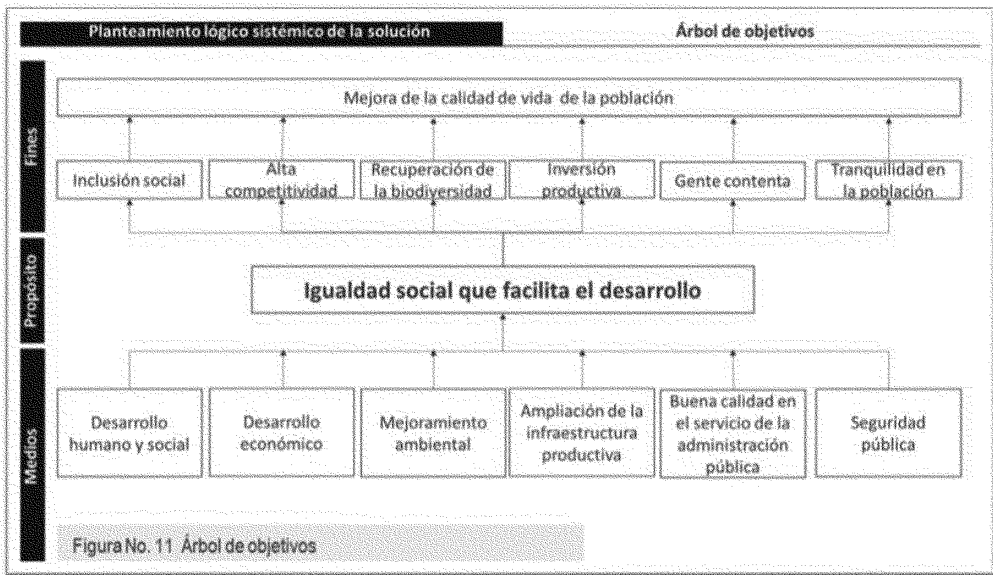 Planteamiento lógico sistémico de la solución
Árbol de objetivos
Fines
Mejora de la calidad de vida de la población
Inclusión social
Alta
competitividad
Recuperación de
la biodiversidad
Inversión
productiva
Gente contenta
Tranquilidad en
la población
Propósito
Igualdad social que facilita el desarrollo
Medios
Desarrollo
humano y social
Desarrollo
económico
Mejoramiento
ambiental
Ampliación de la
infraestructura
productiva
Buena calidad en
el servicio de la
administración
pública
Seguridad
pública
Figura No. 11 Árbol de objetivos